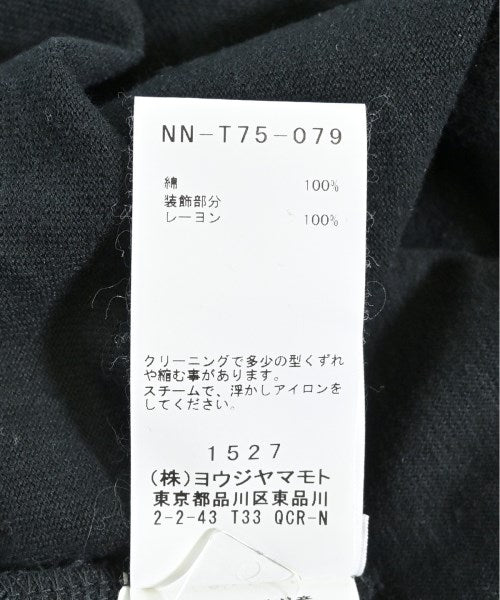 NN-T75-079
綿 100%
装飾部分
レーヨン 100%
クリーニングで多少の型くずれ
や縮む事があります。
スチームで、浮かしアイロンを
してください。
1527
(株)ヨウジヤマモト
東京都品川区東品川
2-2-43 T33 QCR-N